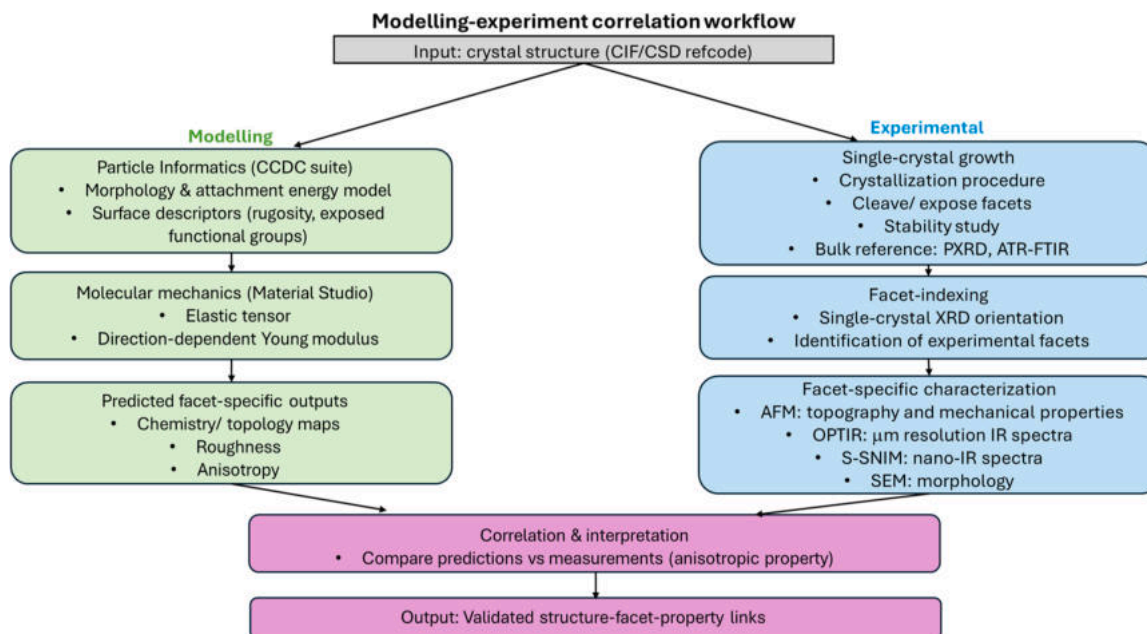 Modelling-experiment correlation workflow
Input: crystal structure (CIF/CSD refcode)
Modelling
Particle Informatics (CCDC suite)
• Morphology & attachment energy model
• Surface descriptors (rugosity, exposed
functional groups)
Molecular mechanics (Material Studio)
• Elastic tensor
• Direction-dependent Young modulus
Predicted facet-specific outputs
• Chemistry/ topology maps
• Roughness
• Anisotropy
Experimental
Single-crystal growth
• Crystallization procedure
• Cleave/ expose facets
• Stability study
• Bulk reference: PXRD, ATR-FTIR
Facet-indexing
• Single-crystal XRD orientation
• Identification of experimental facets
Facet-specific characterization
• AFM: topography and mechanical properties
• OPTIR: μm resolution IR spectra
• S-SNIM: nano-IR spectra
• SEM: morphology
Correlation & interpretation
• Compare predictions vs measurements (anisotropic property)
Output: Validated structure-facet-property links